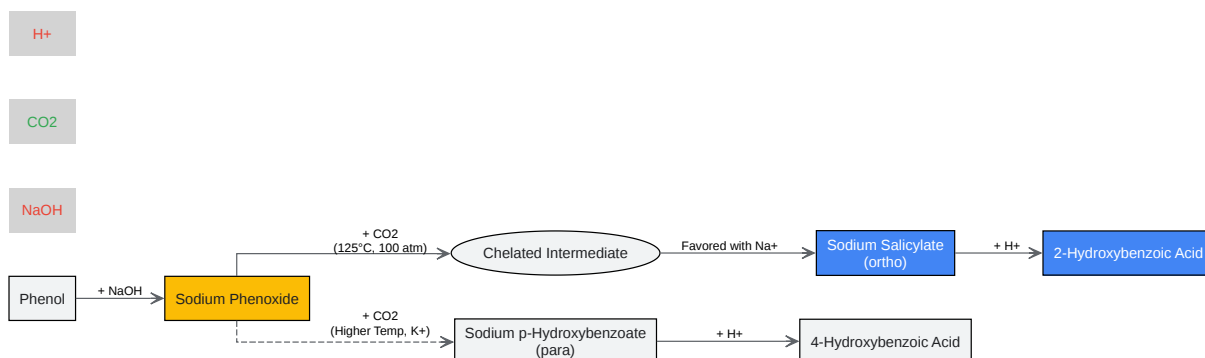 H+
CO2
NaOH
Phenol
+ NaOH
Sodium Phenoxide
+ CO2
(125°C, 100 atm)
Chelated Intermediate
Favored with Na+
Sodium Salicylate
(ortho)
+ H+
2-Hydroxybenzoic Acid
+ CO2
(Higher Temp, K+)
Sodium p-Hydroxybenzoate
(para)
+ H+
4-Hydroxybenzoic Acid